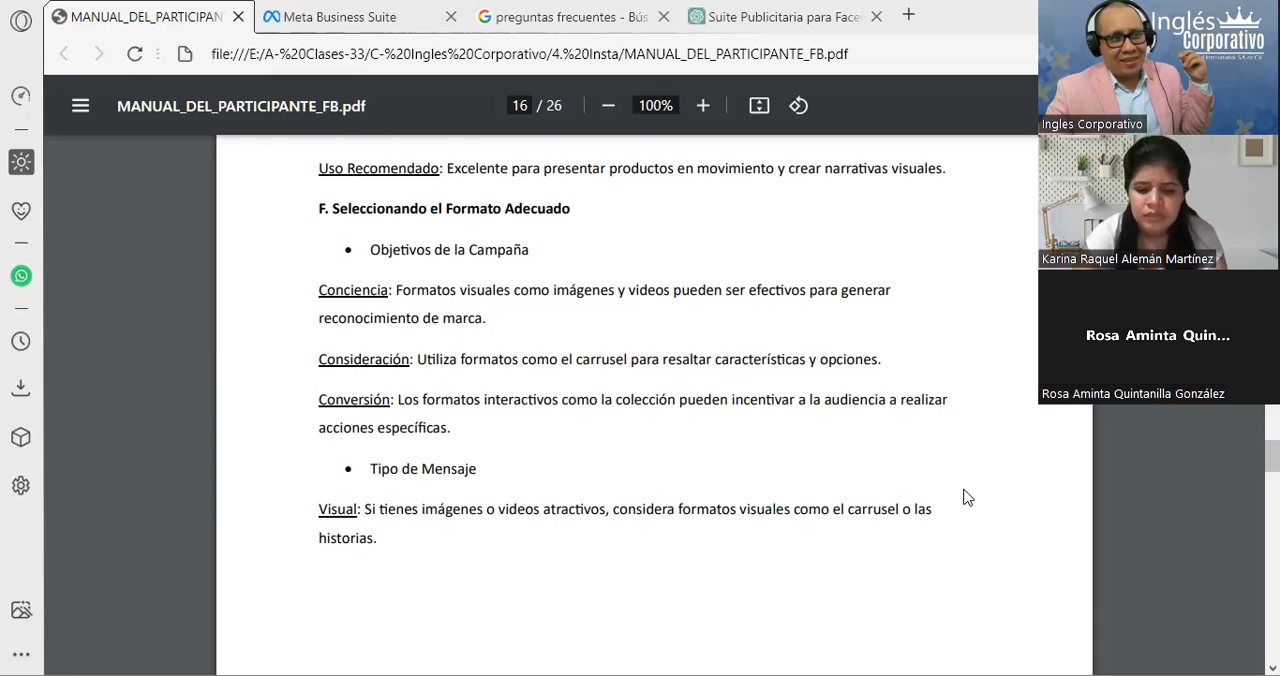 MANUAL_DEL_PARTICIPAN
Meta Business Suite
preguntas frecuentes - Bús
Suite Publicitaria para Face
file:///E:/A-%20Clases-33/C-%20Ingles%20Corporativo/4.%20Insta/MANUAL_DEL_PARTICIPANTE_FB.pdf
MANUAL_DEL_PARTICIPANTE_FB.pdf
16 / 26
100%
Uso Recomendado: Excelente para presentar productos en movimiento y crear narrativas visuales.
F. Seleccionando el Formato Adecuado
• Objetivos de la Campaña
Conciencia: Formatos visuales como imágenes y videos pueden ser efectivos para generar
reconocimiento de marca.
Consideración: Utiliza formatos como el carrusel para resaltar características y opciones.
Conversión: Los formatos interactivos como la colección pueden incentivar a la audiencia a realizar
acciones específicas.
• Tipo de Mensaje
Visual: Si tienes imágenes o videos atractivos, considera formatos visuales como el carrusel o las
historias.
Inglés
Corporativo
Ingles Corporativo
Karina Raquel Alemán Martínez
Rosa Aminta Quin...
Rosa Aminta Quintanilla González